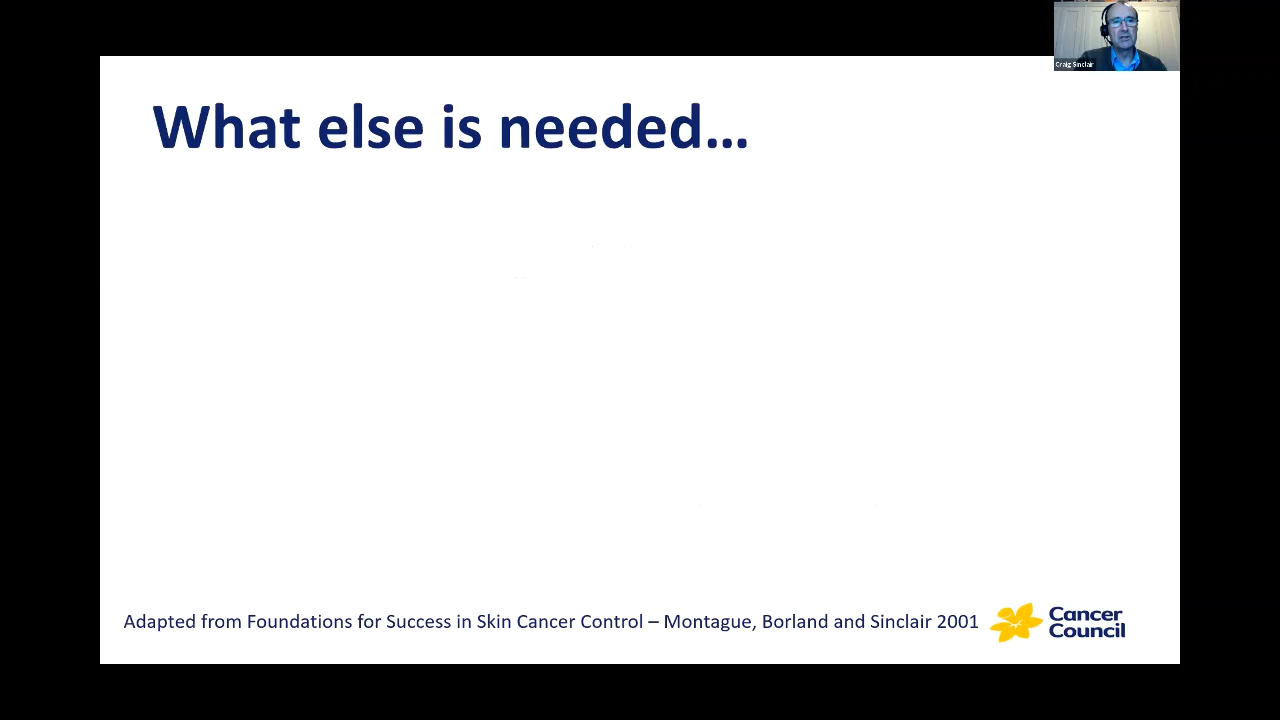 Craig Sinclair
What else is needed...
Adapted from Foundations for Success in Skin Cancer Control – Montague, Borland and Sinclair 2001
Cancer
Council